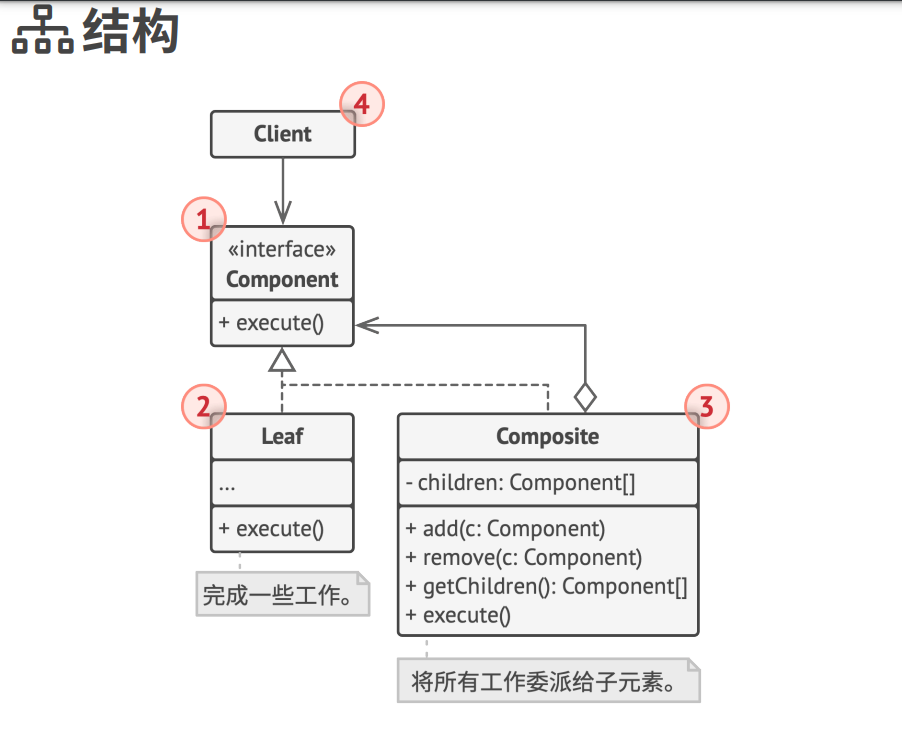 结构
4
Client
1
«interface»
Component
+ execute()
2
Leaf
...
+ execute()
完成一些工作。
3
Composite
- children: Component[]
+ add(c: Component)
+ remove(c: Component)
+ getChildren(): Component[]
+ execute()
将所有工作委派给子元素。